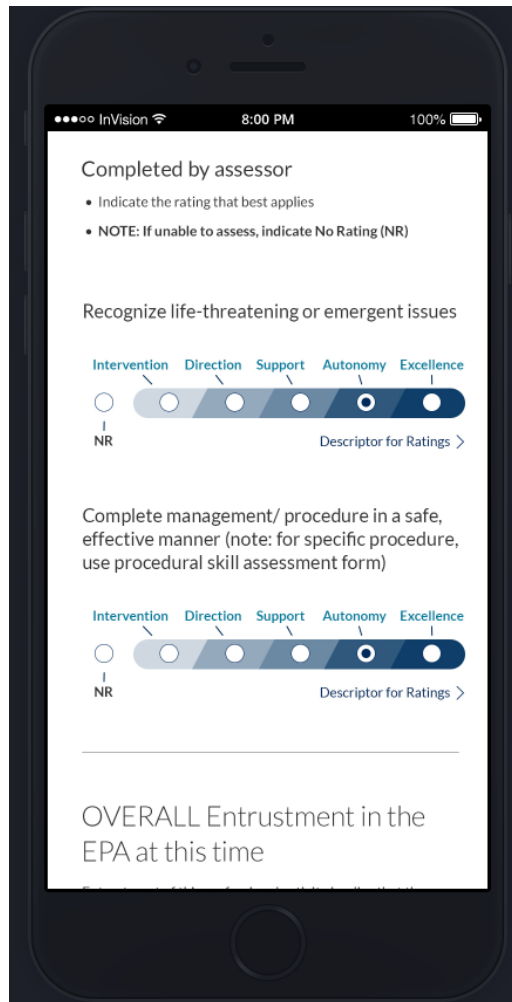 InVision 8:00 PM 100%
Completed by assessor
• Indicate the rating that best applies
• NOTE: If unable to assess, indicate No Rating (NR)
Recognize life-threatening or emergent issues
Intervention Direction Support Autonomy Excellence
NR
Descriptor for Ratings >
Complete management/ procedure in a safe,
effective manner (note: for specific procedure,
use procedural skill assessment form)
Intervention Direction Support Autonomy Excellence
NR
Descriptor for Ratings >
OVERALL Entrustment in the
EPA at this time